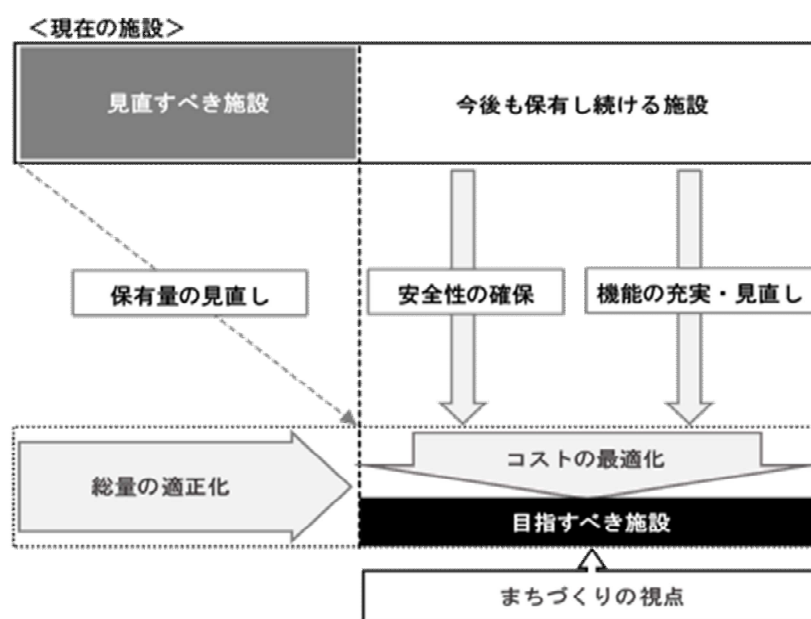 ＜現在の施設＞
見直すべき施設
今後も保有し続ける施設
保有量の見直し
安全性の確保
機能の充実・見直し
総量の適正化
コストの最適化
目指すべき施設
まちづくりの視点